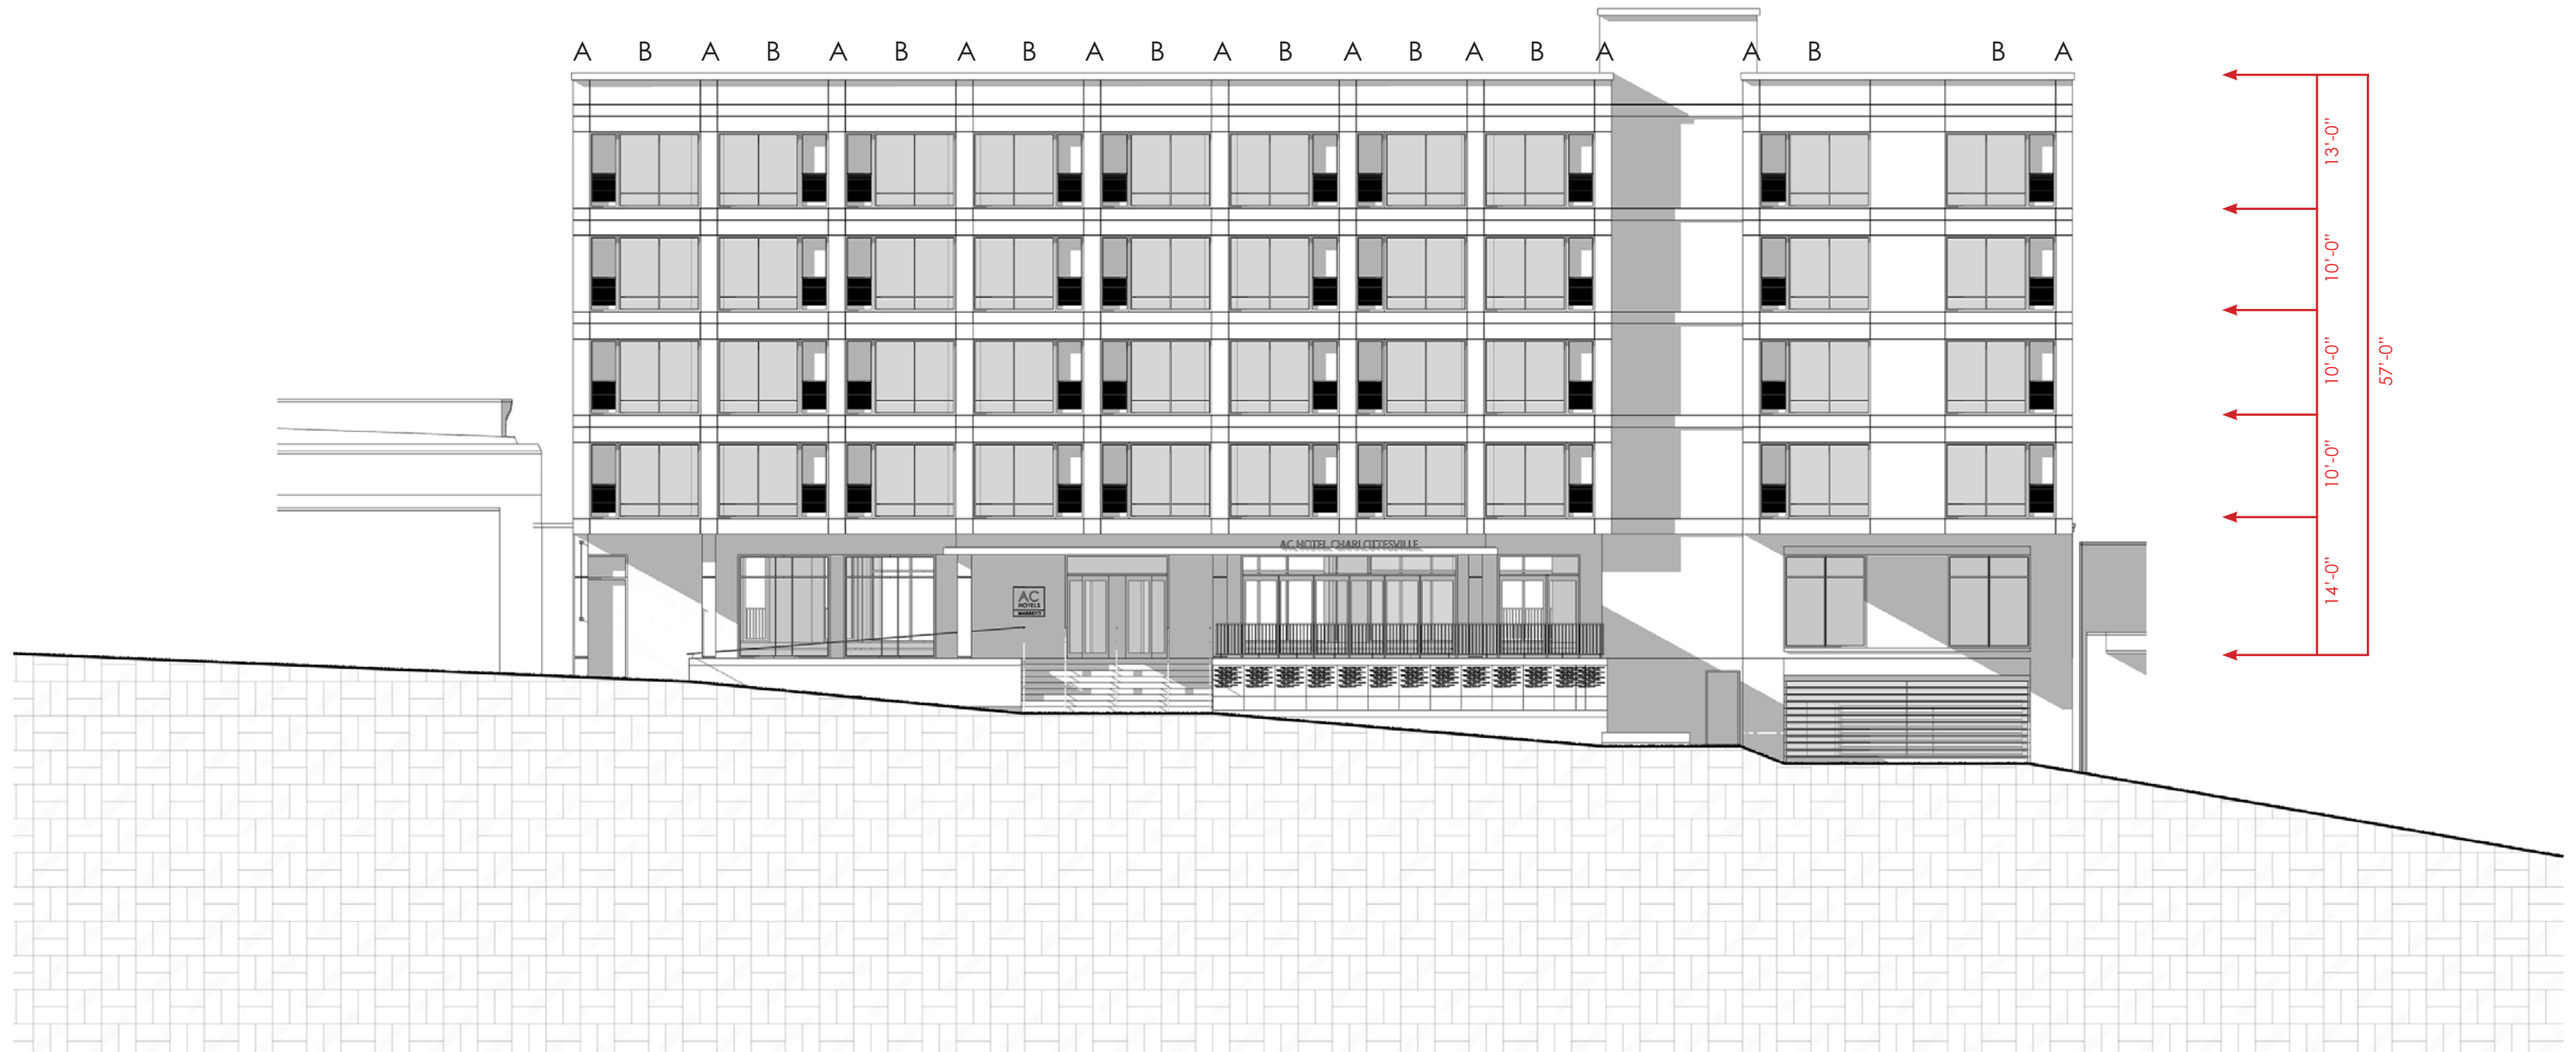 A B A B A B A B A B A B A B A B A A B B A
13'-0"
10'-0"
10'-0"
57'-0"
10'-0"
AC HOTEL CHARLOTTESVILLE
14'-0"
AC
HOTELS
MARRIOTT